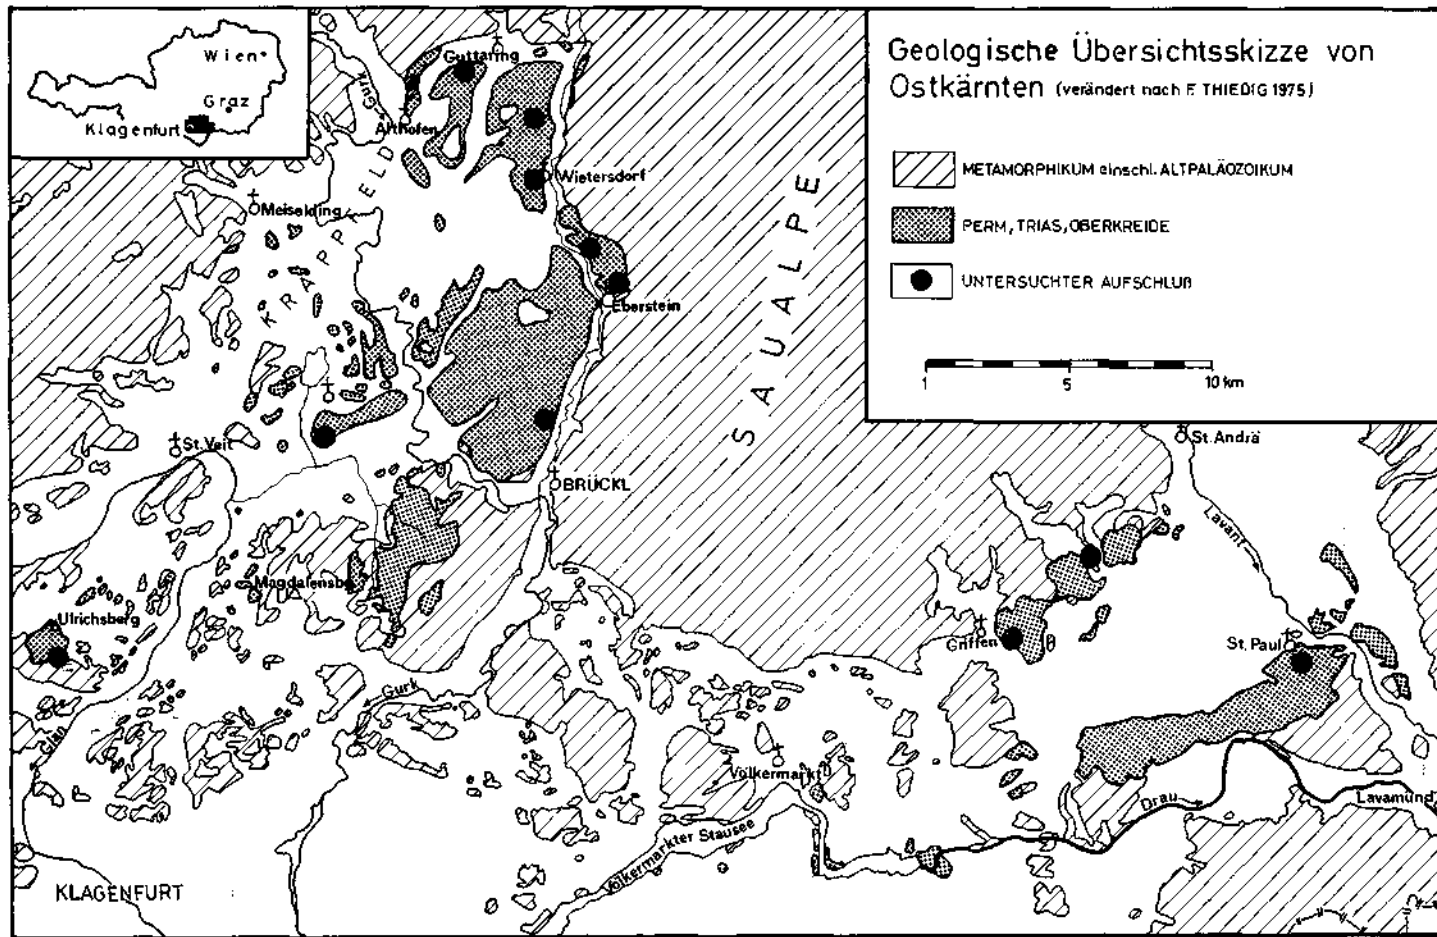 Wien
Graz
Klagenfurt
Geologische Übersichtsskizze von
Ostkärnten (verändert nach F. THIEDIG 1975)
METAMORPHIKUM einschl. ALTPALÄOZOIKUM
PERM, TRIAS, OBERKREIDE
UNTERSUCHTER AUFSCHLUß
1 5 10 km
Guttaring
Gurk
Althofen
Wietersdorf
Meiselding
KRAPPFELD
Eberstein
SAUALPE
St. Veit
BRÜCKL
St. Andrä
Lavant
Magdalensbg.
Ulrichsberg
Griffen
St. Paul
Gurk
Glan
Völkermarkt
Drau
Lavamünd
Völkermarkter Stausee
KLAGENFURT